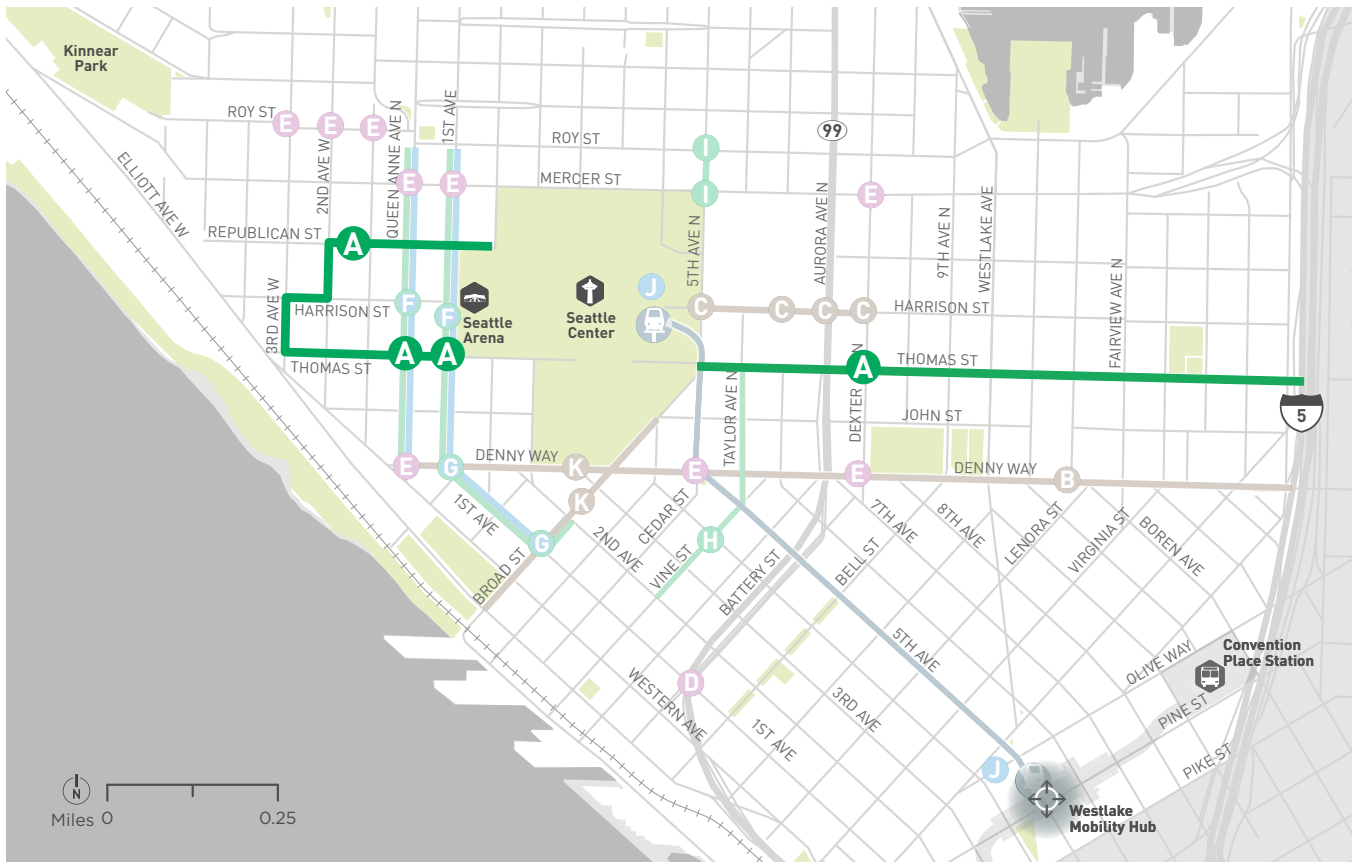 Kinnear
Park
ROY ST
E
E
E
QUEEN ANNE AVE N
1ST AVE
ROY ST
I
99
ELLIOTT AVE W
2ND AVE W
E
E
MERCER ST
I
E
REPUBLICAN ST
A
5TH AVE N
AURORA AVE N
9TH AVE N
WESTLAKE AVE
3RD AVE W
HARRISON ST
F
F
Seattle
Arena
Seattle
Center
J
C
C
C
C
HARRISON ST
FAIRVIEW AVE N
THOMAS ST
A
A
TAYLOR AVE N
A
DEXTER
N
THOMAS ST
JOHN ST
5
E
G
DENNY WAY
K
E
E
DENNY WAY
B
1ST AVE
K
G
BROAD ST
2ND AVE
CEDAR ST
VINE ST
H
BATTERY ST
BELL ST
7TH AVE
8TH AVE
LENORA ST
VIRGINIA ST
BOREN AVE
5TH AVE
OLIVE WAY
Convention
Place Station
D
WESTERN AVE
1ST AVE
3RD AVE
PINE ST
PIKE ST
J
Westlake
Mobility Hub
N
Miles 0
0.25